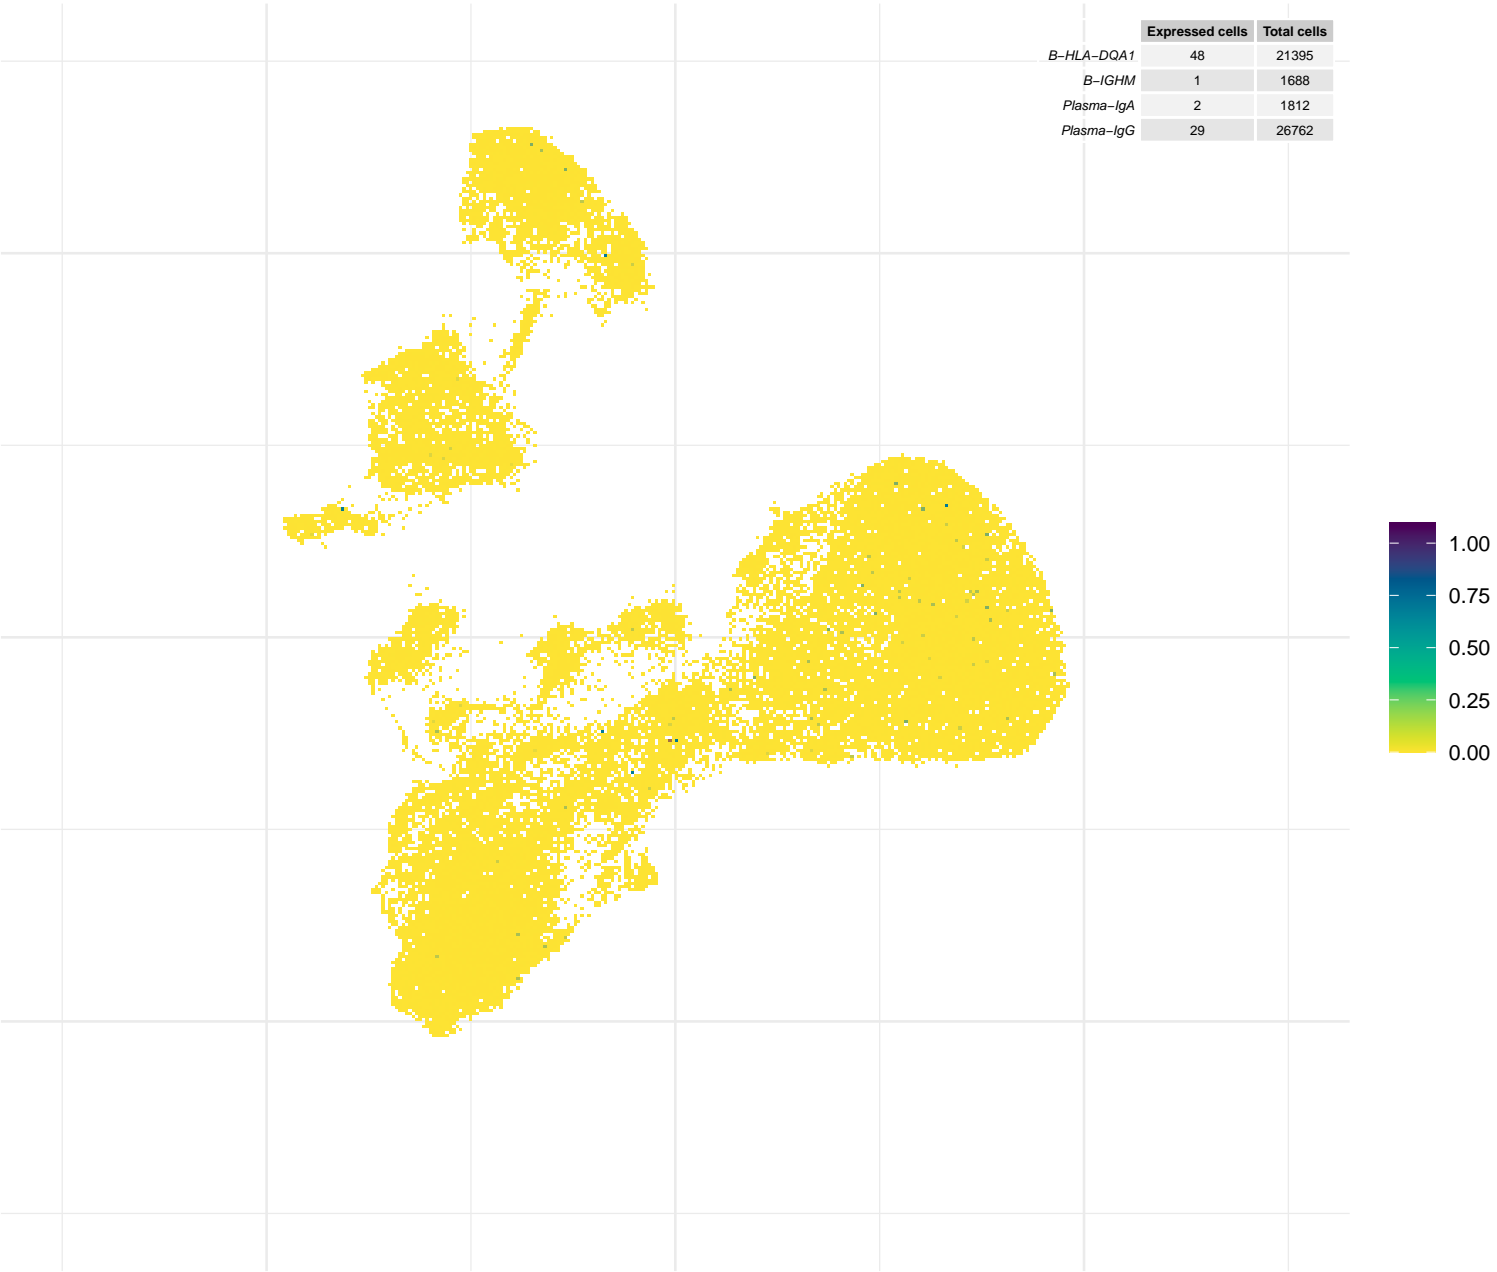 Expressed cells Total cells
B−HLA−DQA1 48 21395
B−IGHM 1 1688
Plasma−IgA 2 1812
Plasma−IgG 29 26762
1.00
0.75
0.50
0.25
0.00